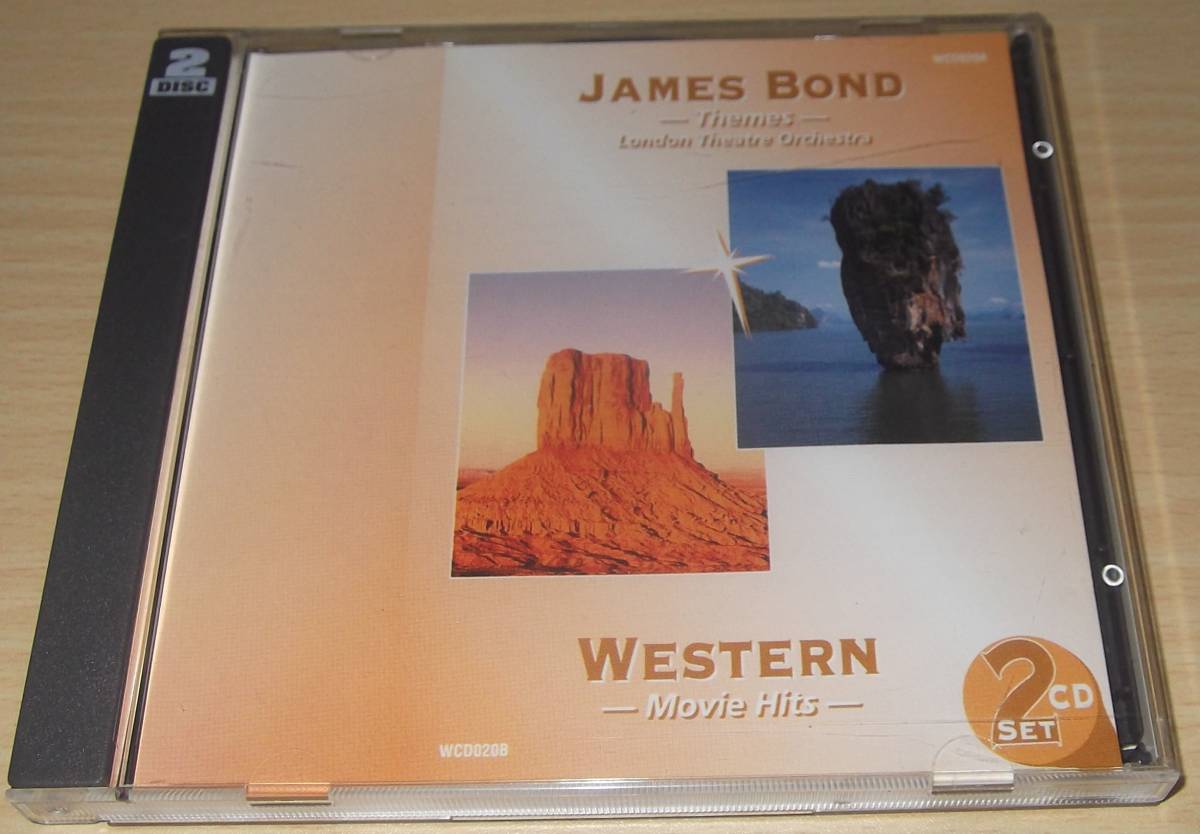 2
DISC
JAMES BOND
— Themes —
London Theatre Orchestra
WESTERN
— Movie Hits —
WCD020B
2
CD
SET